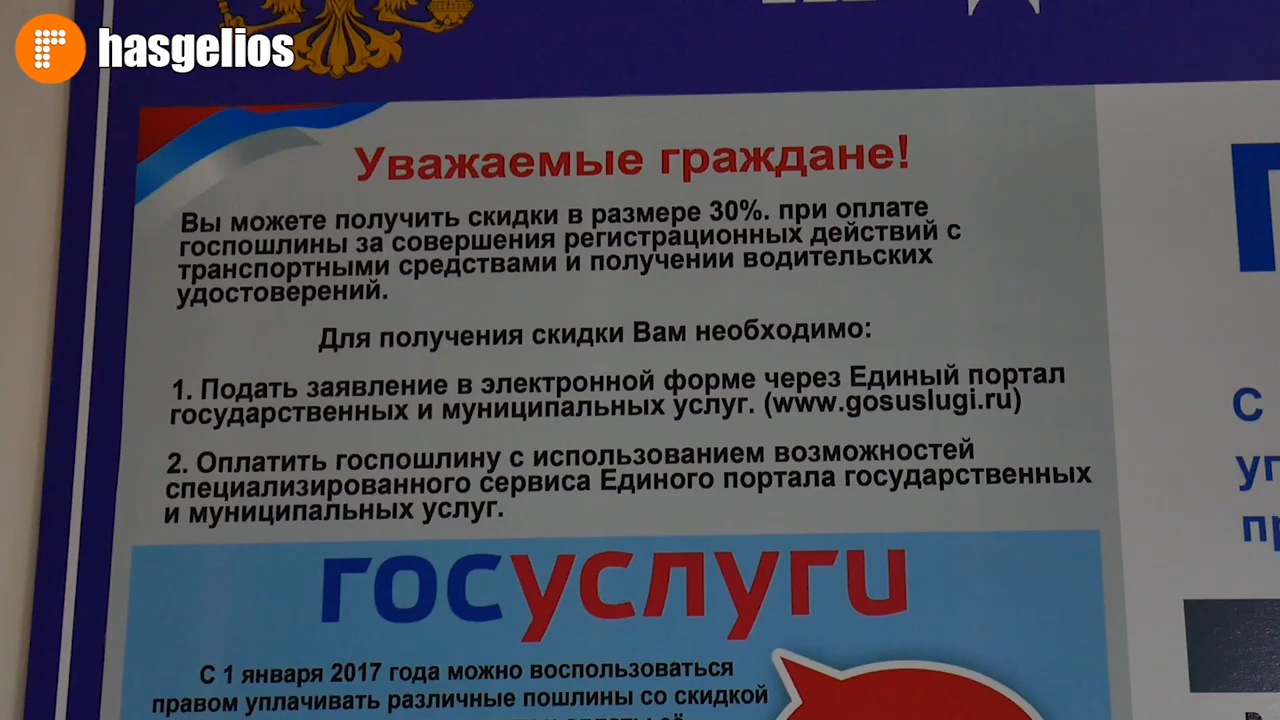 hasgelios
Уважаемые граждане!
Вы можете получить скидки в размере 30%. при оплате
госпошлины за совершения регистрационных действий с
транспортными средствами и получении водительских
удостоверений.
Для получения скидки Вам необходимо:
1. Подать заявление в электронной форме через Единый портал
государственных и муниципальных услуг. (www.gosuslugi.ru)
2. Оплатить госпошлину с использованием возможностей
специализированного сервиса Единого портала государственных
и муниципальных услуг.
госуслуги
С 1 января 2017 года можно воспользоваться
правом уплачивать различные пошлины со скидкой
С